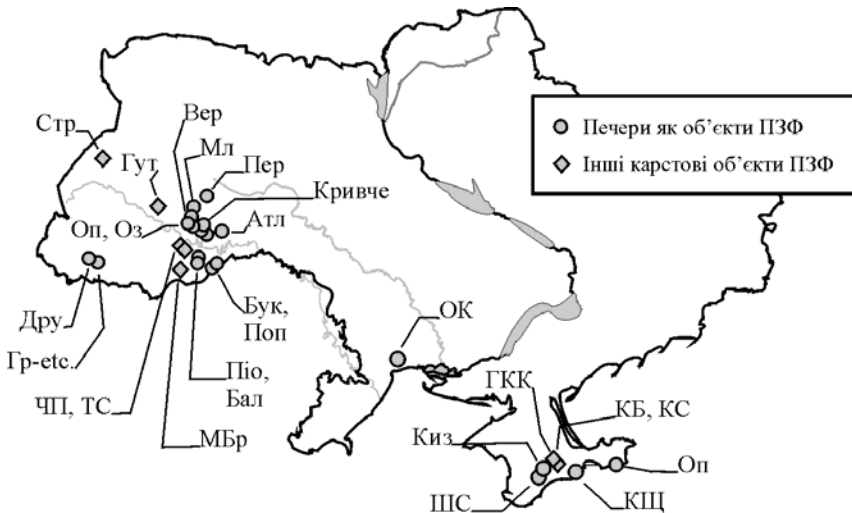 Вер
Стр
Мл
Гут
Пер
Кривче
Оп, Оз
Атл
Дру
Бук,
Поп
Гр-etc.
Піо,
Бал
ЧП, ТС
МБр
ОК
ГКК
КБ, КС
Киз
Оп
ШС
КЩ
Печери як об’єкти ПЗФ
Інші карстові об’єкти ПЗФ